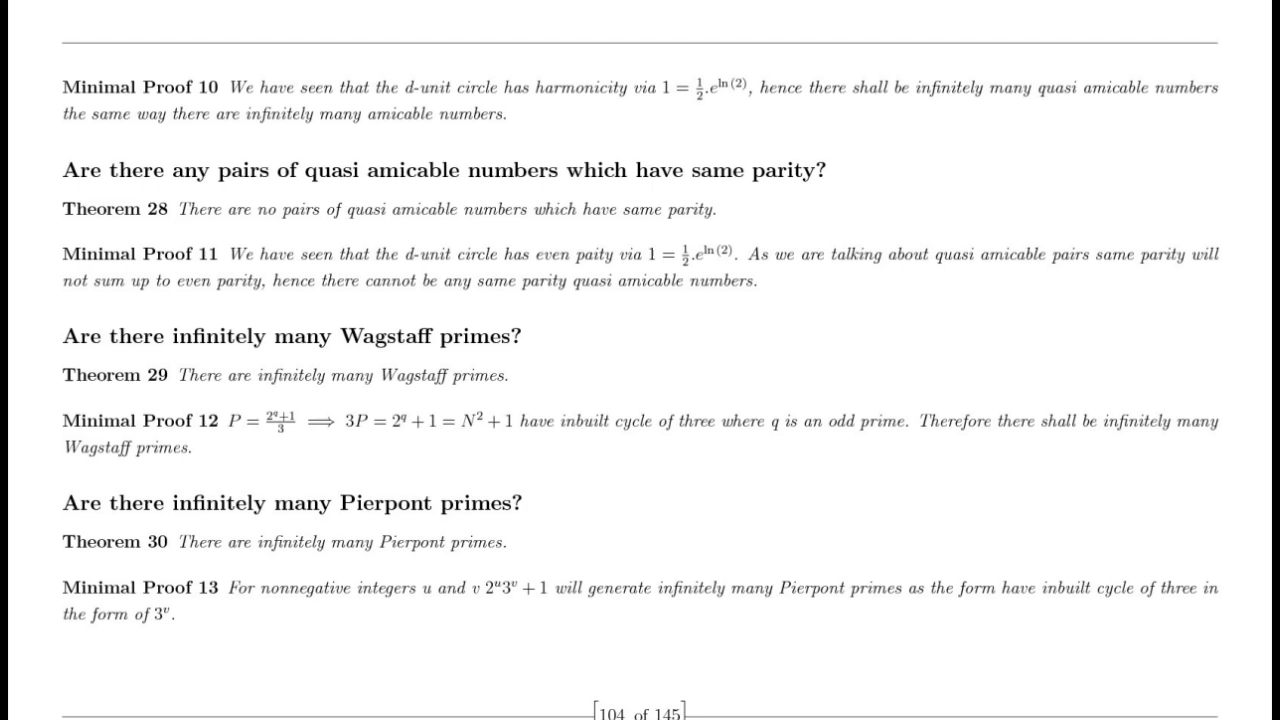 Minimal Proof 10 We have seen that the d-unit circle has harmonicity via 1 = ½.e^ln(2), hence there shall be infinitely many quasi amicable numbers
the same way there are infinitely many amicable numbers.
Are there any pairs of quasi amicable numbers which have same parity?
Theorem 28 There are no pairs of quasi amicable numbers which have same parity.
Minimal Proof 11 We have seen that the d-unit circle has even paity via 1 = ½.e^ln(2). As we are talking about quasi amicable pairs same parity will
not sum up to even parity, hence there cannot be any same parity quasi amicable numbers.
Are there infinitely many Wagstaff primes?
Theorem 29 There are infinitely many Wagstaff primes.
Minimal Proof 12 P = (2^q+1)/3 ⟹ 3P = 2^q + 1 = N² + 1 have inbuilt cycle of three where q is an odd prime. Therefore there shall be infinitely many
Wagstaff primes.
Are there infinitely many Pierpont primes?
Theorem 30 There are infinitely many Pierpont primes.
Minimal Proof 13 For nonnegative integers u and v 2^u3^v + 1 will generate infinitely many Pierpont primes as the form have inbuilt cycle of three in
the form of 3^v.
[104 of 145]